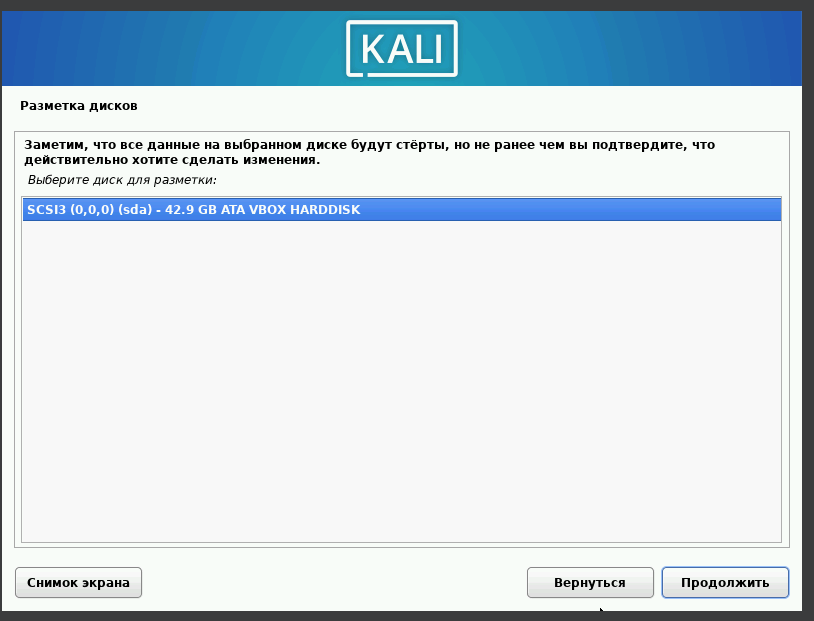 KALI
Разметка дисков
Заметим, что все данные на выбранном диске будут стёрты, но не ранее чем вы подтвердите, что
действительно хотите сделать изменения.
Выберите диск для разметки:
SCSI3 (0,0,0) (sda) - 42.9 GB ATA VBOX HARDDISK
Снимок экрана
Вернуться
Продолжить